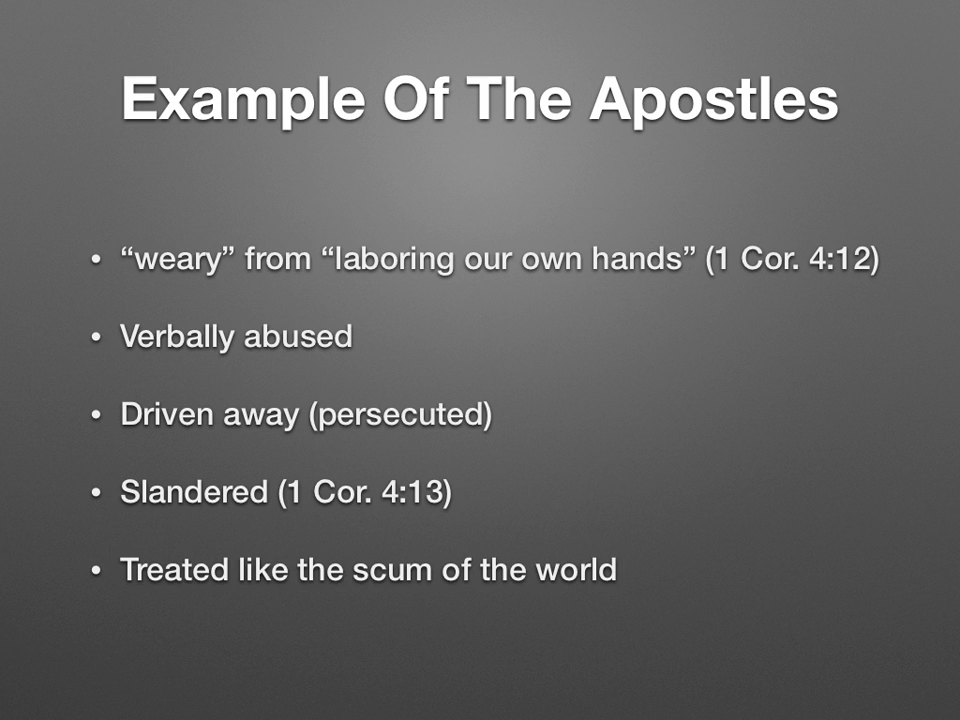 Example Of The Apostles
• “weary” from “laboring our own hands” (1 Cor. 4:12)
• Verbally abused
• Driven away (persecuted)
• Slandered (1 Cor. 4:13)
• Treated like the scum of the world